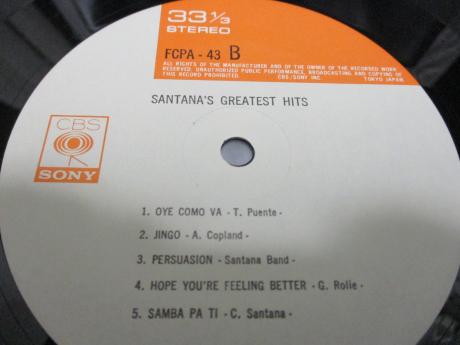 33 1/3
STEREO
FCPA - 43 B
ALL RIGHTS OF THE MANUFACTURER AND OF THE OWNER OF THE RECORDED WORK
RESERVED. UNAUTHORIZED PUBLIC PERFORMANCE, BROADCASTING AND COPYING OF
THIS RECORD PROHIBITED. CBS/SONY INC. TOKYO JAPAN
SANTANA'S GREATEST HITS
CBS
SONY
1. OYE COMO VA - T. Puente -
2. JINGO - A. Copland -
3. PERSUASION - Santana Band -
4. HOPE YOU'RE FEELING BETTER - G. Rolie -
5. SAMBA PA TI - C. Santana -